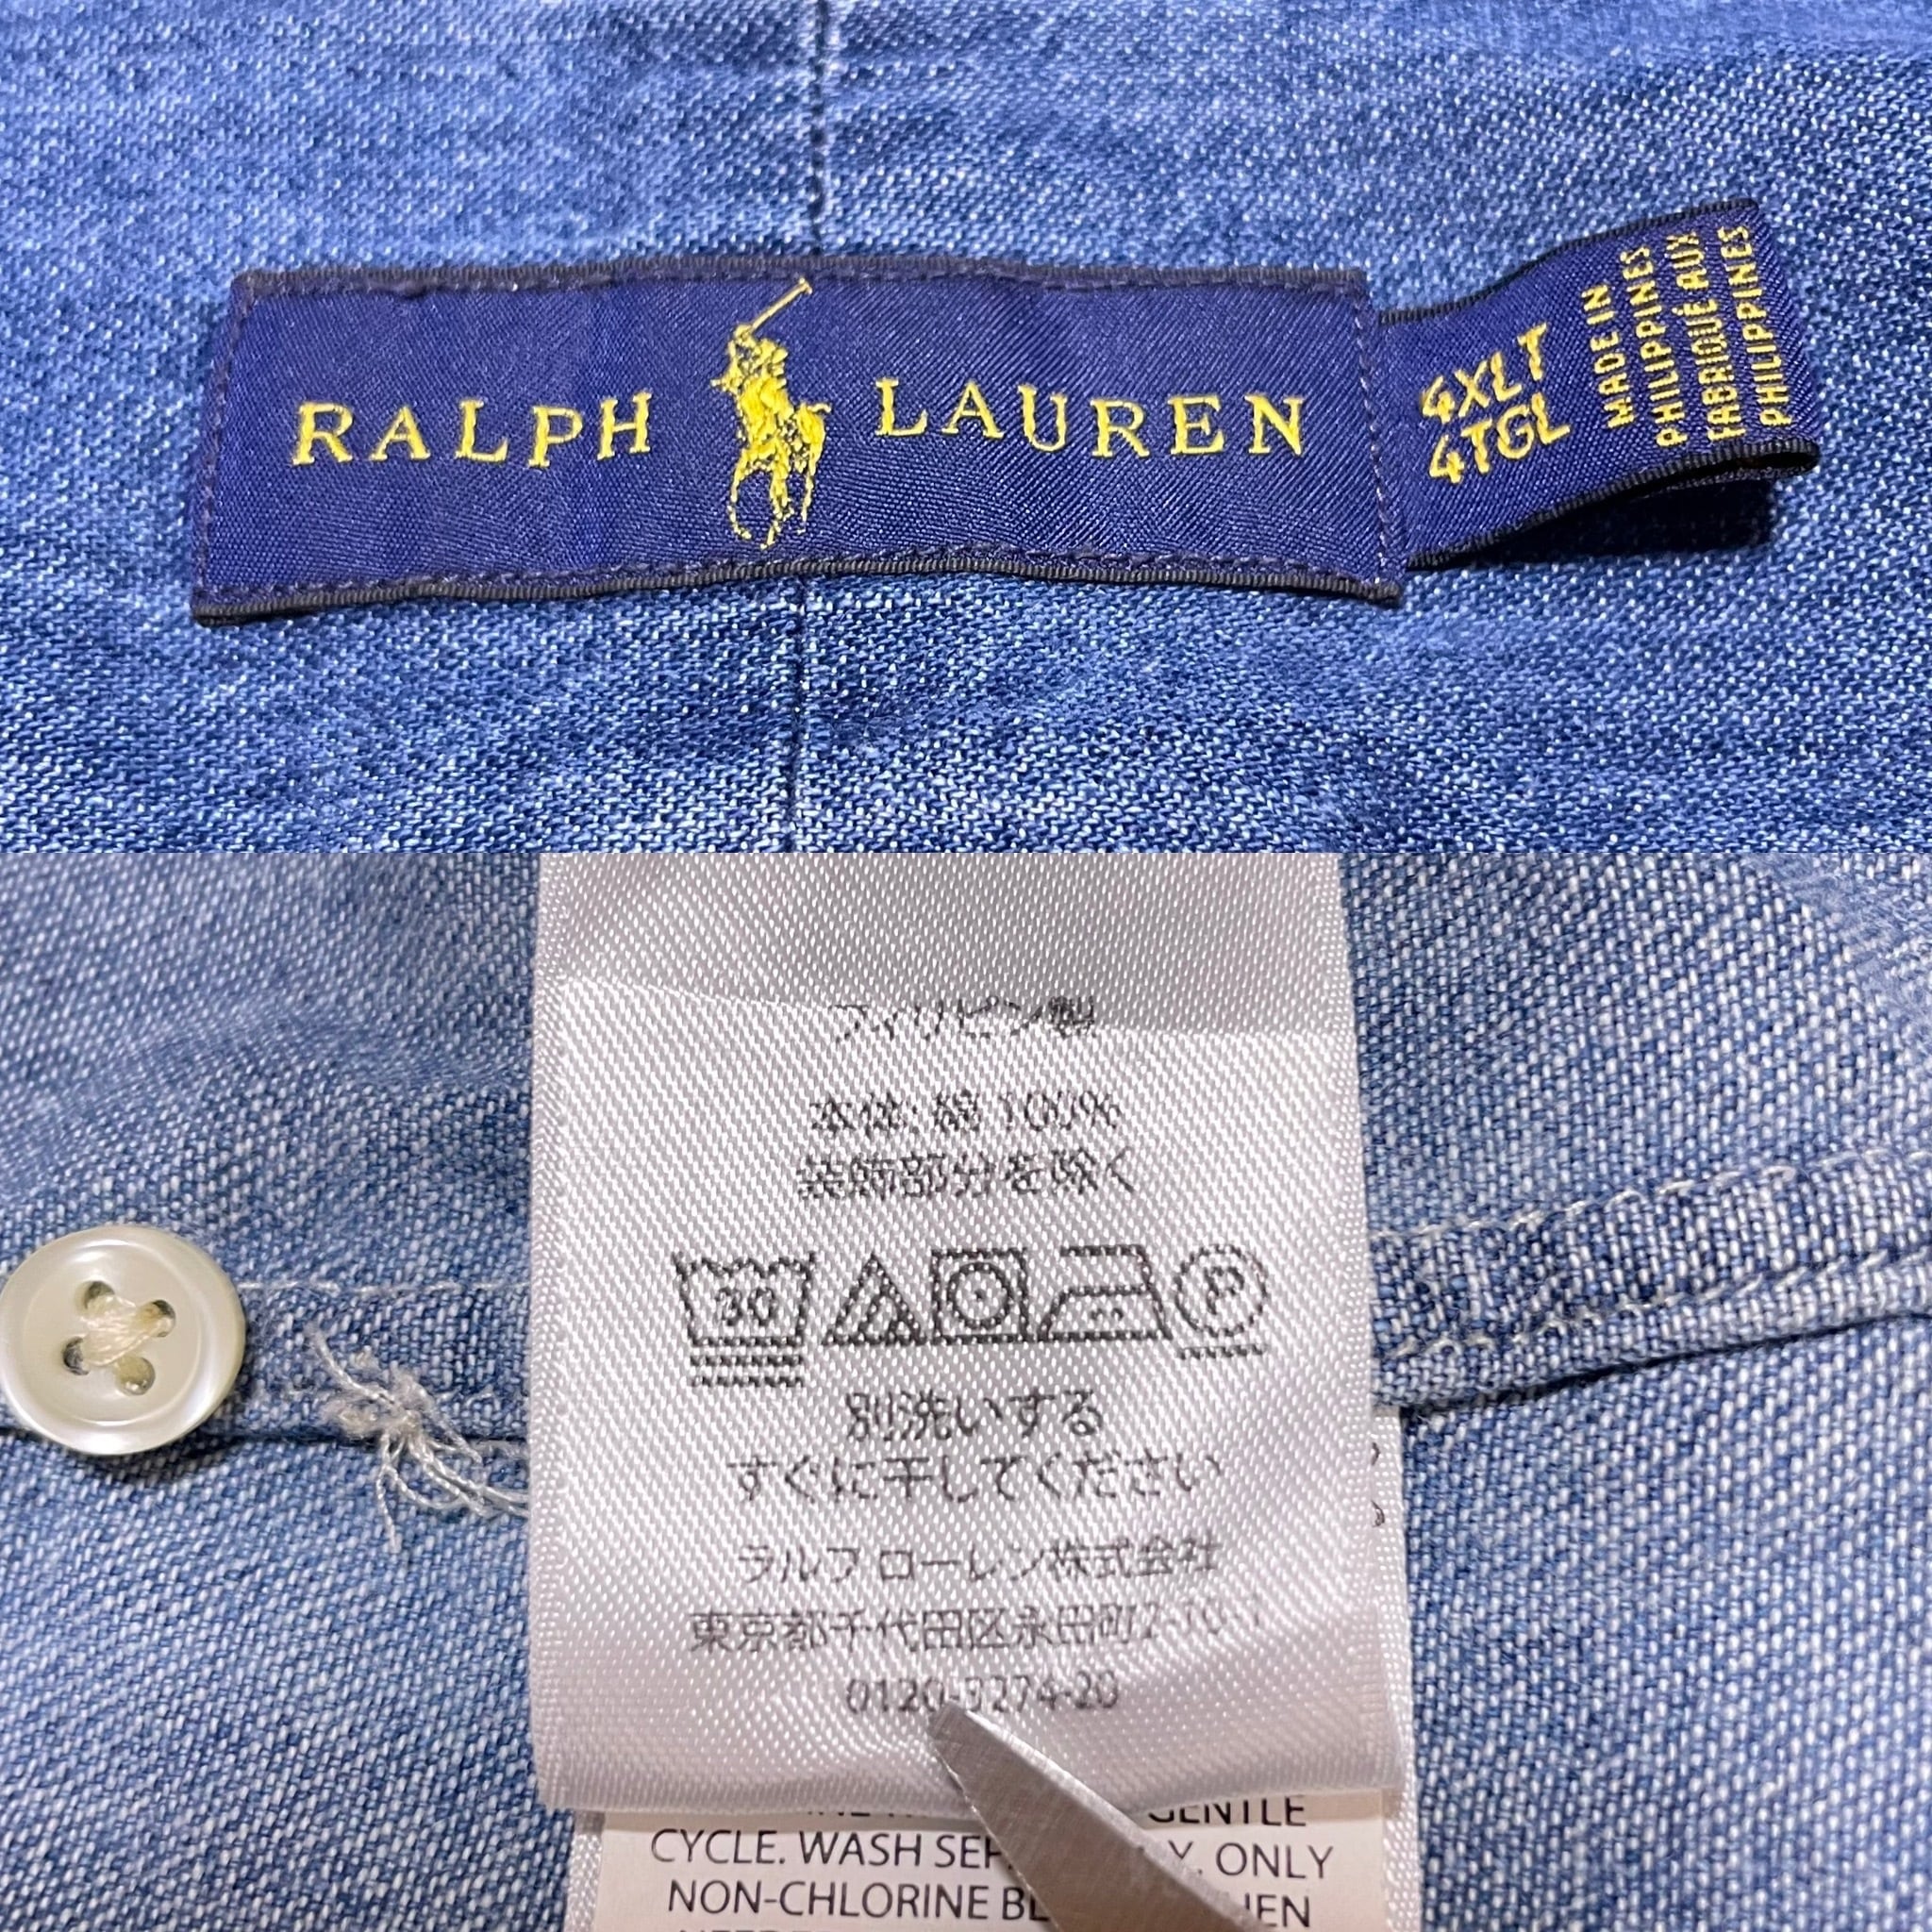 RALPH LAUREN
4XLT
4TGL
MADE IN
PHILIPPINES
FABRIQUÉ AUX
PHILIPPINES
フィリピン製
本体: 綿 100%
装飾部分を除く
30
P
別洗いする
すぐに干してください
ラルフ ローレン株式会社
東京都千代田区永田町2-10-1
0120-3274-20
GENTLE
CYCLE. WASH ONLY
NON-CHLORINE